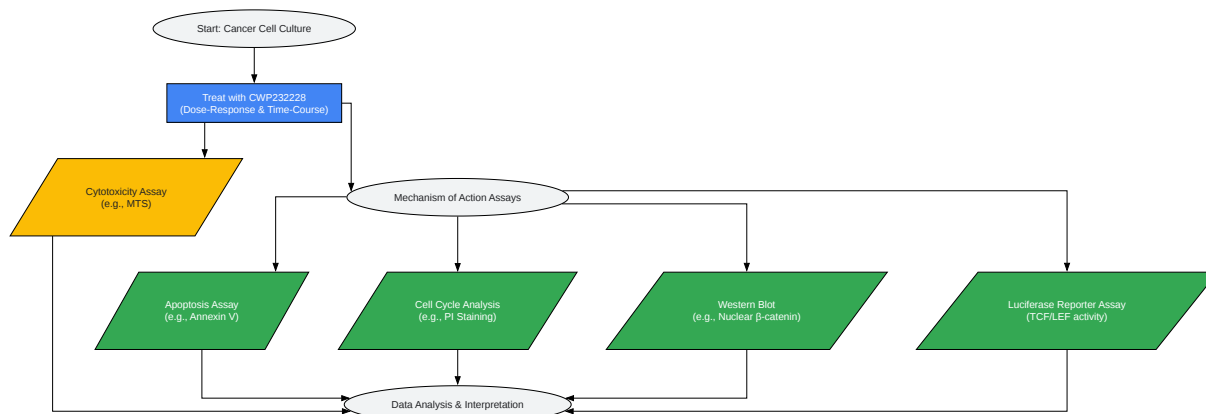 Start: Cancer Cell Culture
Treat with CWP232228
(Dose-Response & Time-Course)
Cytotoxicity Assay
(e.g., MTS)
Mechanism of Action Assays
Apoptosis Assay
(e.g., Annexin V)
Cell Cycle Analysis
(e.g., PI Staining)
Western Blot
(e.g., Nuclear β-catenin)
Luciferase Reporter Assay
(TCF/LEF activity)
Data Analysis & Interpretation